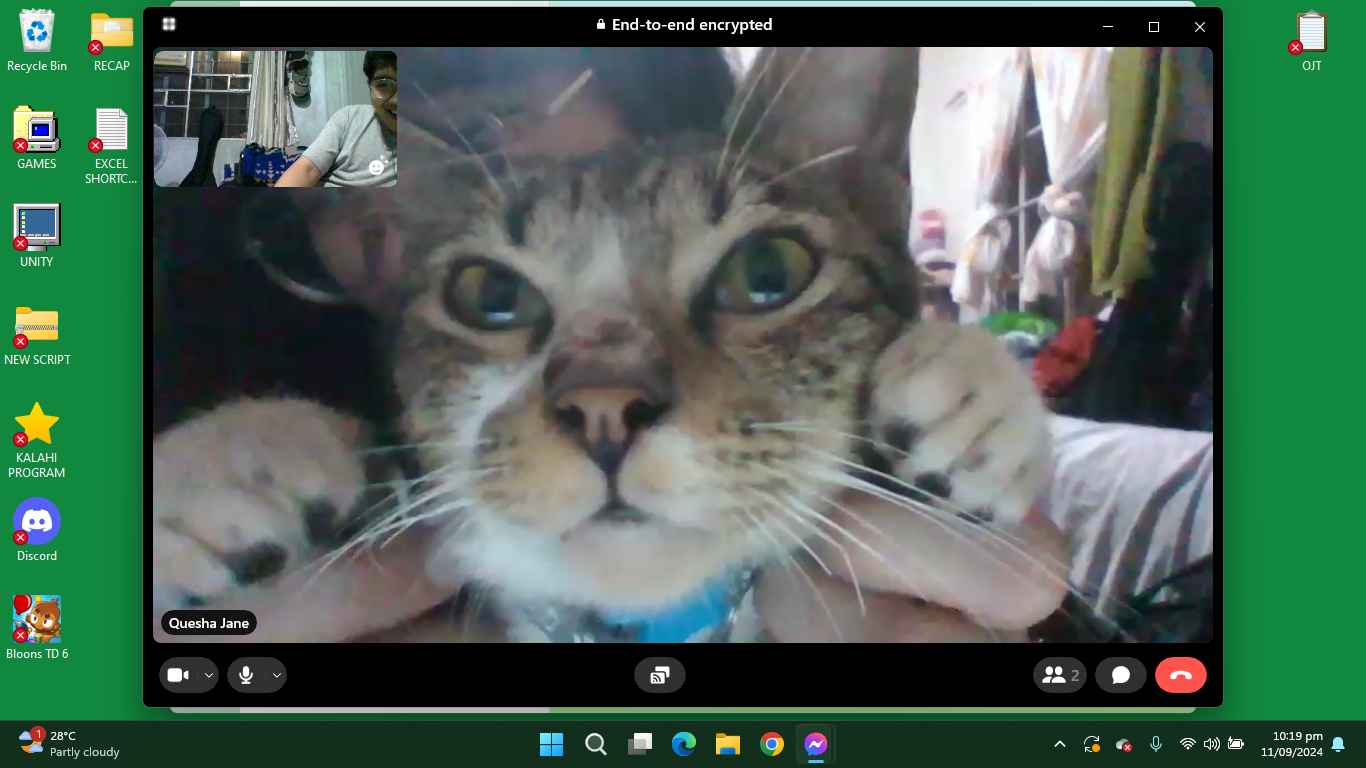 End-to-end encrypted
Recycle Bin
RECAP
OJT
GAMES
EXCEL
SHORTC...
UNITY
NEW SCRIPT
KALAHI
PROGRAM
Discord
Bloons TD 6
Quesha Jane
2
1
28°C
Partly cloudy
10:19 pm
11/09/2024